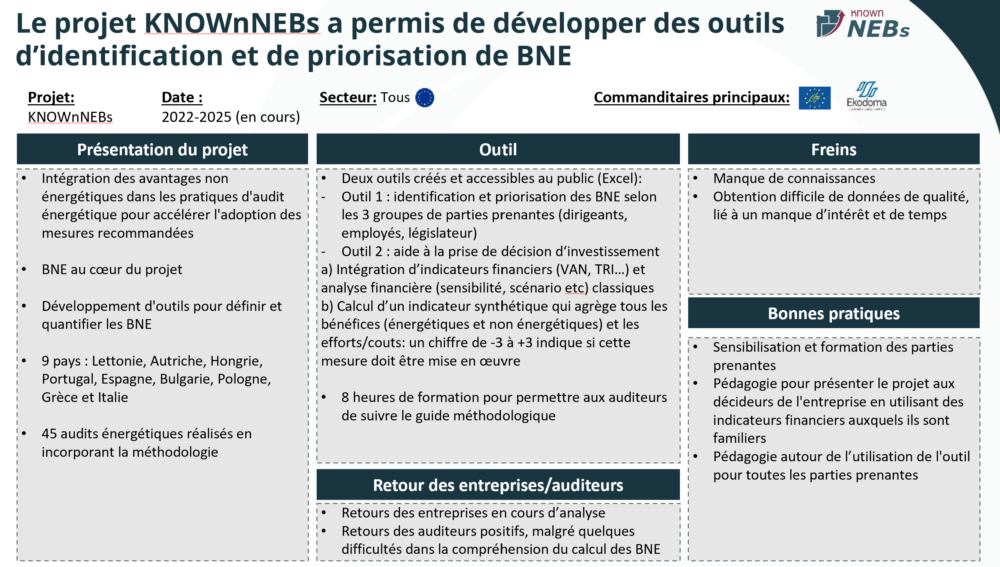 Le projet KNOWnNEBs a permis de développer des outils
d’identification et de priorisation de BNE
known
NEBs
Projet:
KNOWnNEBs
Date :
2022-2025 (en cours)
Secteur: Tous
Commanditaires principaux:
Ekodoma
Présentation du projet
• Intégration des avantages non
énergétiques dans les pratiques d'audit
énergétique pour accélérer l'adoption des
mesures recommandées
• BNE au cœur du projet
• Développement d'outils pour définir et
quantifier les BNE
• 9 pays : Lettonie, Autriche, Hongrie,
Portugal, Espagne, Bulgarie, Pologne,
Grèce et Italie
• 45 audits énergétiques réalisés en
incorporant la méthodologie
Outil
• Deux outils créés et accessibles au public (Excel):
- Outil 1 : identification et priorisation des BNE selon
les 3 groupes de parties prenantes (dirigeants,
employés, législateur)
- Outil 2 : aide à la prise de décision d‘investissement
a) Intégration d’indicateurs financiers (VAN, TRI…) et
analyse financière (sensibilité, scénario etc) classiques
b) Calcul d’un indicateur synthétique qui agrège tous les
bénéfices (énergétiques et non énergétiques) et les
efforts/couts: un chiffre de -3 à +3 indique si cette
mesure doit être mise en œuvre
• 8 heures de formation pour permettre aux auditeurs
de suivre le guide méthodologique
Retour des entreprises/auditeurs
• Retours des entreprises en cours d’analyse
• Retours des auditeurs positifs, malgré quelques
difficultés dans la compréhension du calcul des BNE
Freins
• Manque de connaissances
• Obtention difficile de données de qualité,
lié à un manque d’intérêt et de temps
Bonnes pratiques
• Sensibilisation et formation des parties
prenantes
• Pédagogie pour présenter le projet aux
décideurs de l'entreprise en utilisant des
indicateurs financiers auxquels ils sont
familiers
• Pédagogie autour de l’utilisation de l'outil
pour toutes les parties prenantes